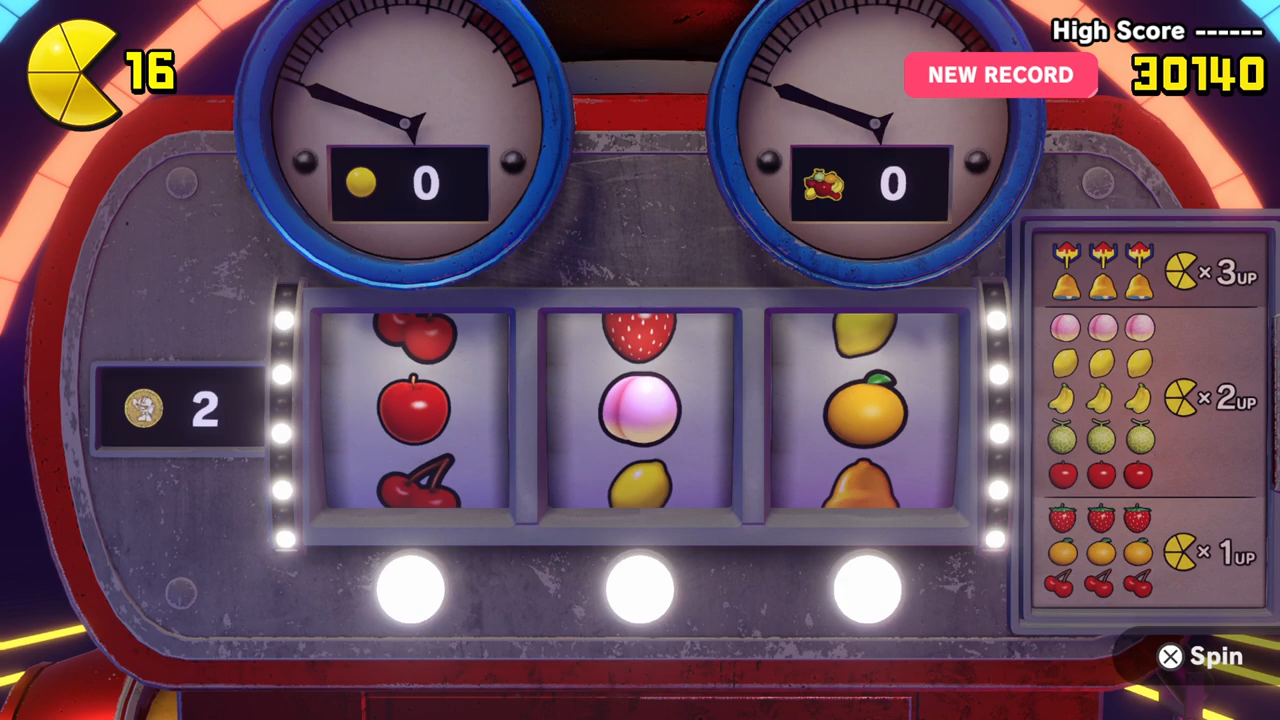 16
High Score ------
NEW RECORD
30140
0
0
2
× 3UP
× 2UP
× 1UP
Spin